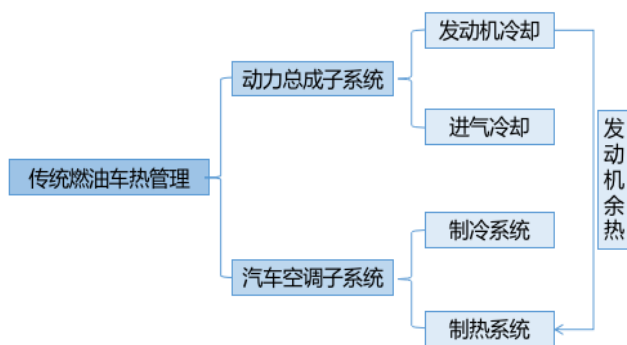 发动机冷却
动力总成子系统
进气冷却
发动机余热
传统燃油车热管理
制冷系统
汽车空调子系统
制热系统